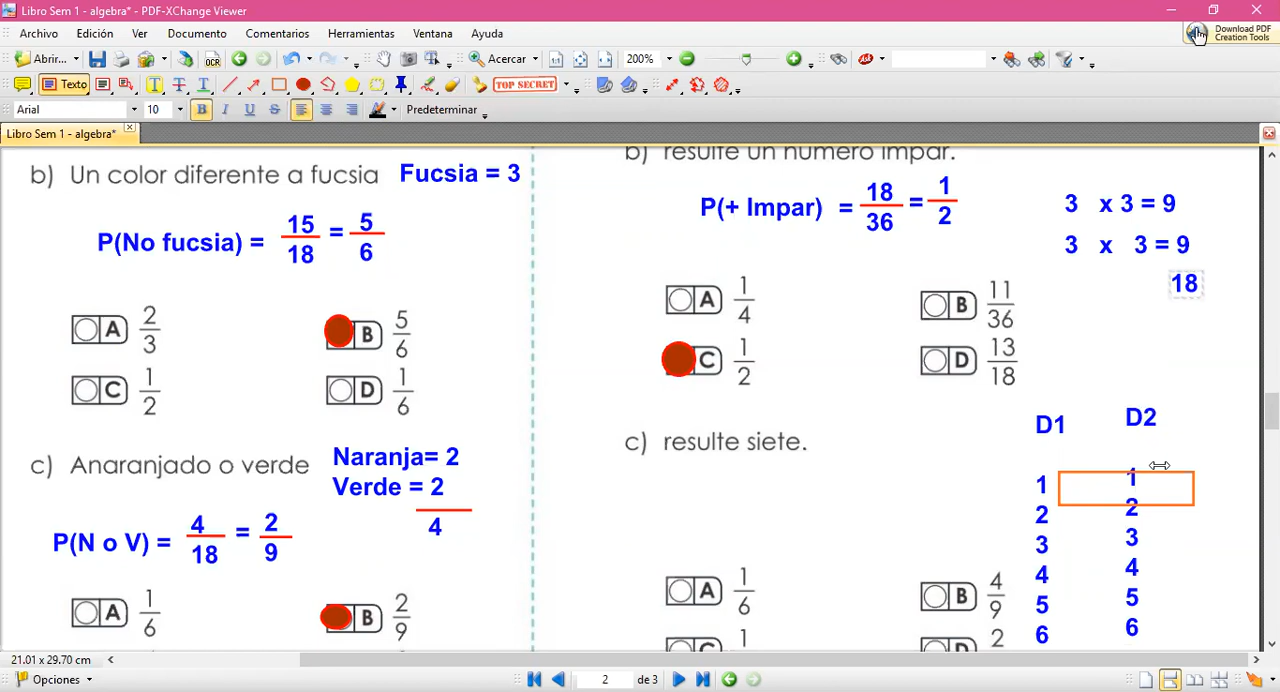 Libro Sem 1 - algebra* - PDF-XChange Viewer
Archivo Edición Ver Documento Comentarios Herramientas Ventana Ayuda
Download PDF
Creation Tools
Abrir... OCR Acercar 200%
Texto TOP SECRET
Arial 10 B I U S Predeterminar
Libro Sem 1 - algebra*
b) Un color diferente a fucsia Fucsia = 3
P(No fucsia) = 15/18 = 5/6
A 2/3 B 5/6
C 1/2 D 1/6
c) Anaranjado o verde
Naranja= 2
Verde = 2
4
P(N o V) = 4/18 = 2/9
A 1/6 B 2/9
b) resulte un número impar.
P(+ Impar) = 18/36 = 1/2
3 x 3 = 9
3 x 3 = 9
18
A 1/4 B 11/36
C 1/2 D 13/18
c) resulte siete.
D1 D2
1 1
2 2
3 3
4 4
5 5
6 6
A 1/6 B 4/9
C 1 D 2
21.01 x 29.70 cm
Opciones 2 de 3